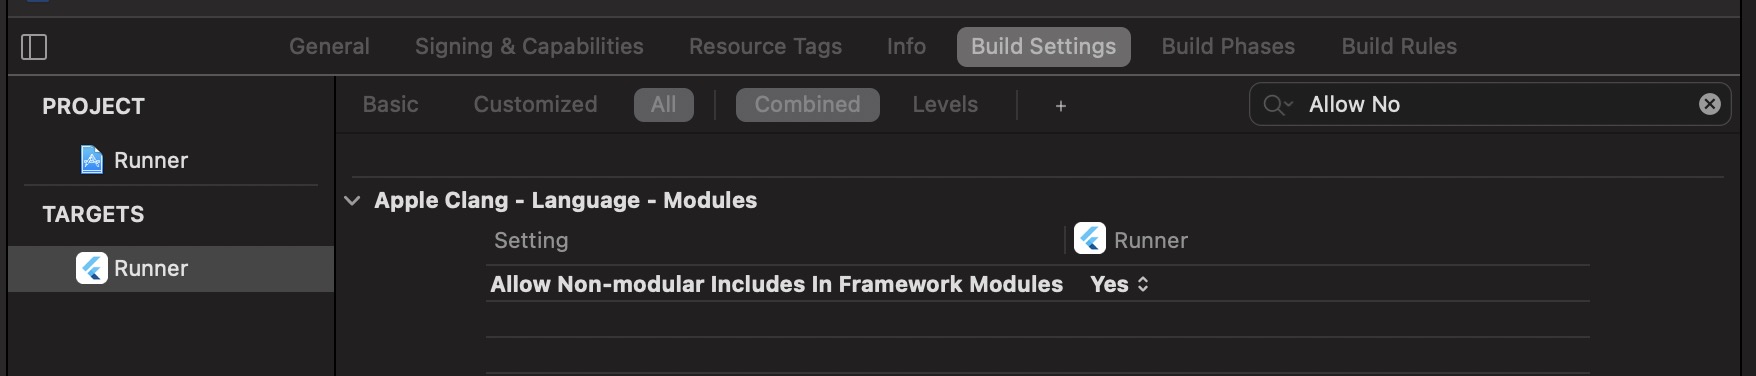 General Signing & Capabilities Resource Tags Info Build Settings Build Phases Build Rules
PROJECT
Runner
TARGETS
Runner
Basic Customized All Combined Levels + Allow No
Apple Clang - Language - Modules
Setting Runner
Allow Non-modular Includes In Framework Modules Yes